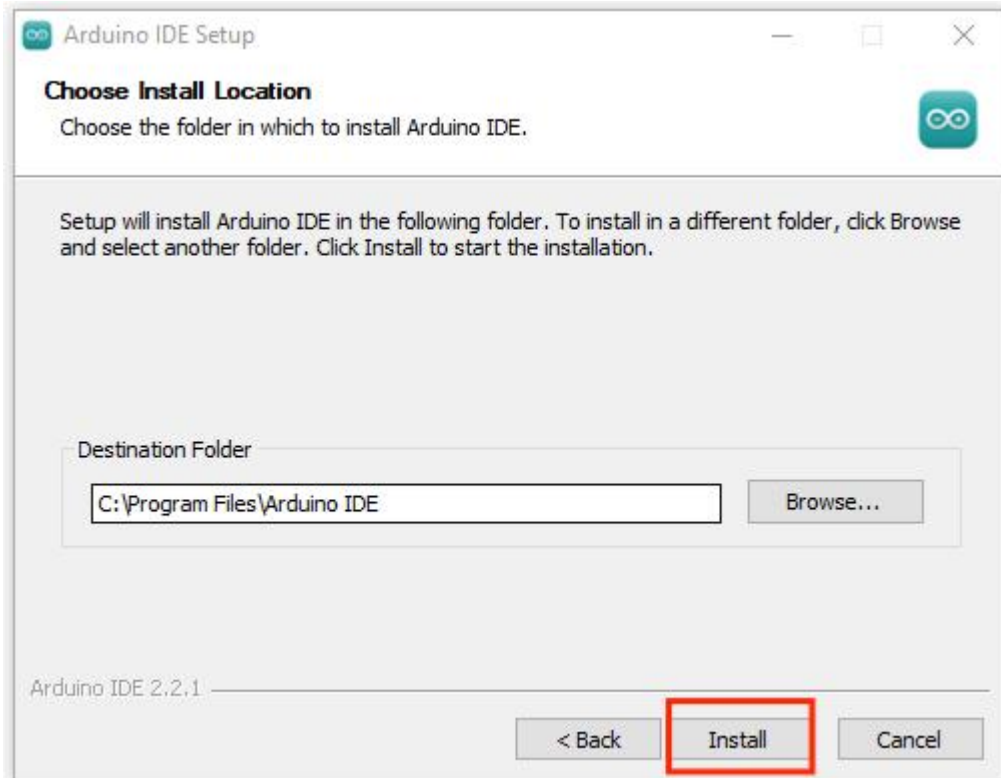 Arduino IDE Setup
Choose Install Location
Choose the folder in which to install Arduino IDE.
Setup will install Arduino IDE in the following folder. To install in a different folder, click Browse
and select another folder. Click Install to start the installation.
Destination Folder
C:\Program Files\Arduino IDE
Browse...
Arduino IDE 2.2.1
< Back
Install
Cancel